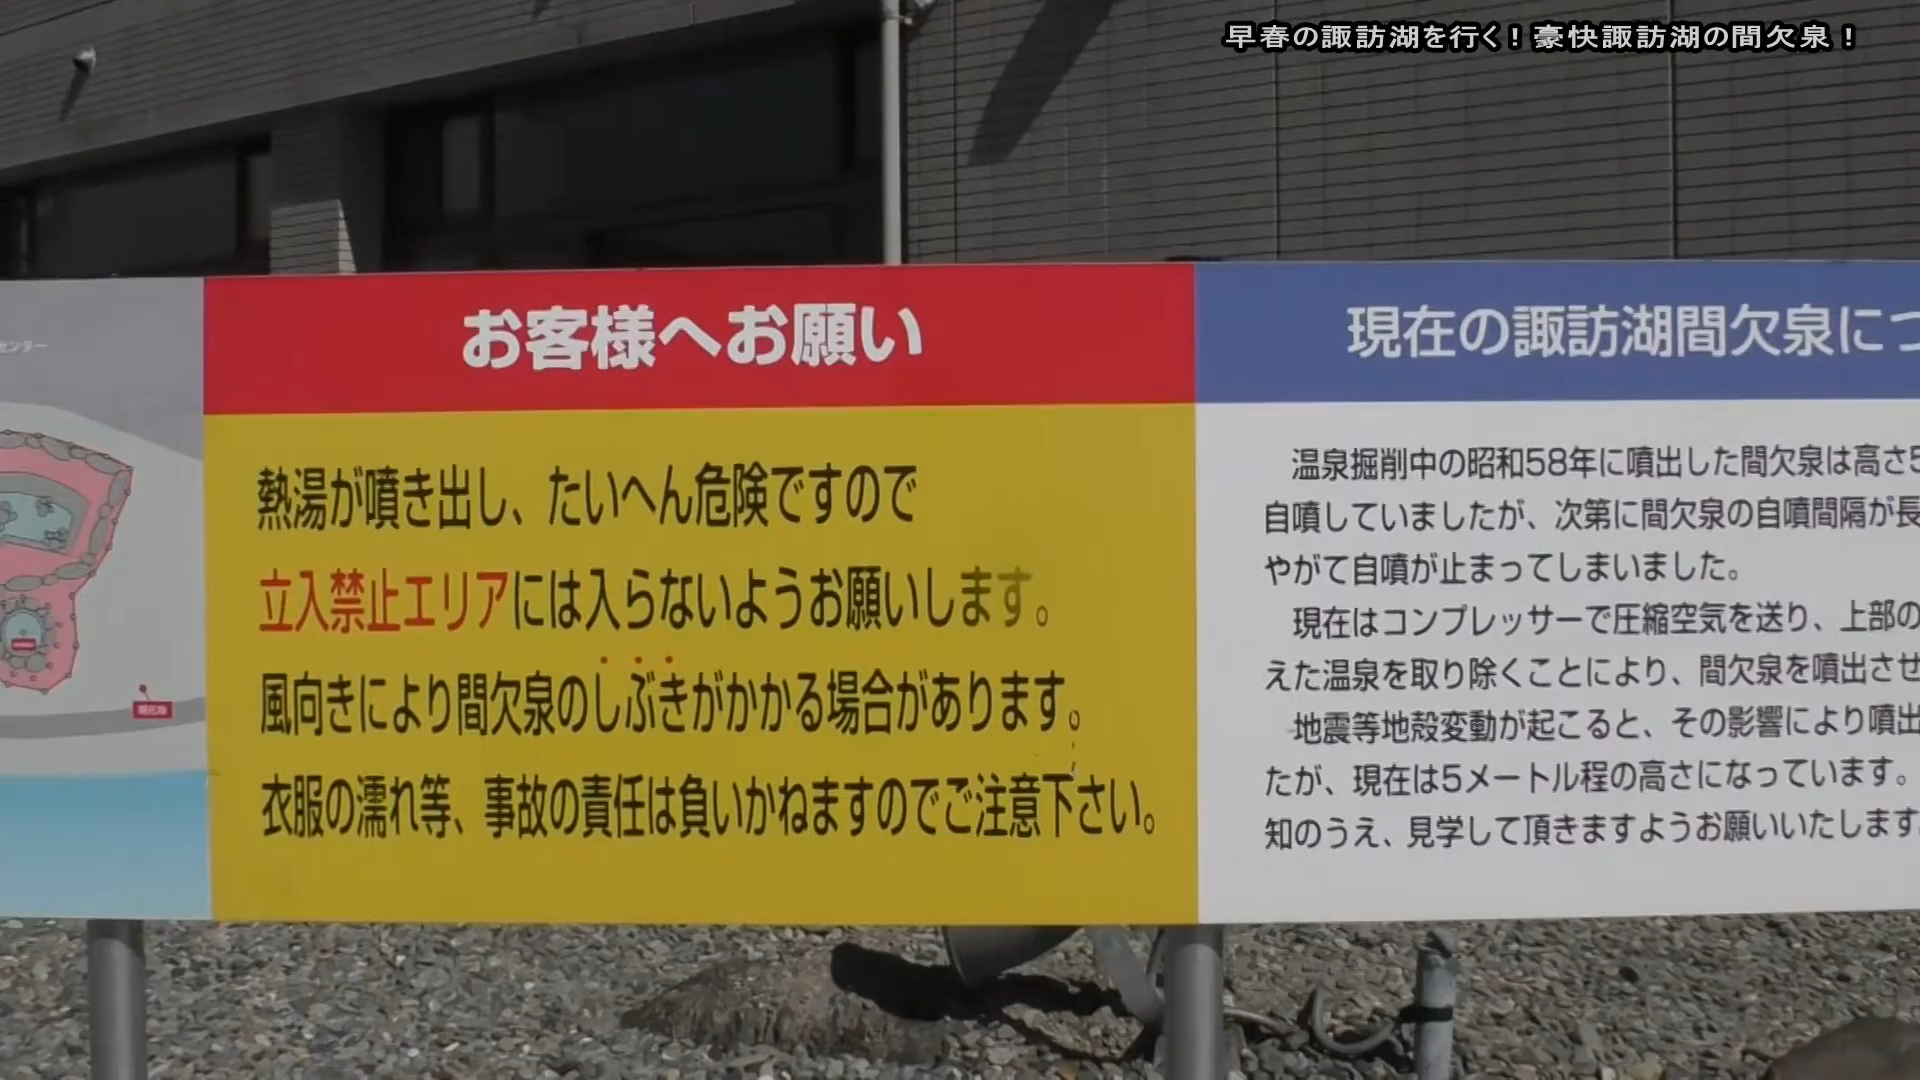 早春の諏訪湖を行く！豪快諏訪湖の間欠泉！
センター
お客様へお願い
熱湯が噴き出し、たいへん危険ですので
立入禁止エリアには入らないようお願いします。
風向きにより間欠泉のしぶきがかかる場合があります。
衣服の濡れ等、事故の責任は負いかねますのでご注意下さい。
現在の諏訪湖間欠泉につ
温泉掘削中の昭和58年に噴出した間欠泉は高さ5
自噴していましたが、次第に間欠泉の自噴間隔が長
やがて自噴が止まってしまいました。
現在はコンプレッサーで圧縮空気を送り、上部の
えた温泉を取り除くことにより、間欠泉を噴出させ
地震等地殻変動が起こると、その影響により噴出
たが、現在は5メートル程の高さになっています。
知のうえ、見学して頂きますようお願いいたします